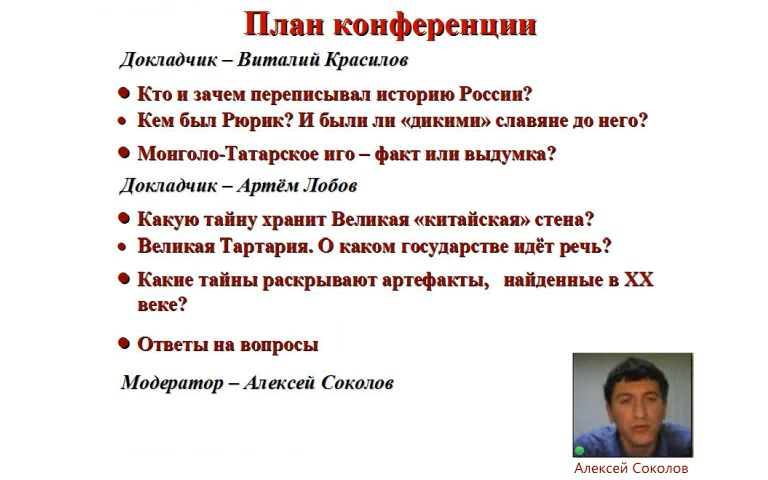 План конференции
Докладчик – Виталий Красилов
Кто и зачем переписывал историю России?
Кем был Рюрик? И были ли «дикими» славяне до него?
Монголо-Татарское иго – факт или выдумка?
Докладчик – Артём Лобов
Какую тайну хранит Великая «китайская» стена?
Великая Тартария. О каком государстве идёт речь?
Какие тайны раскрывают артефакты, найденные в XX
веке?
Ответы на вопросы
Модератор – Алексей Соколов
Алексей Соколов